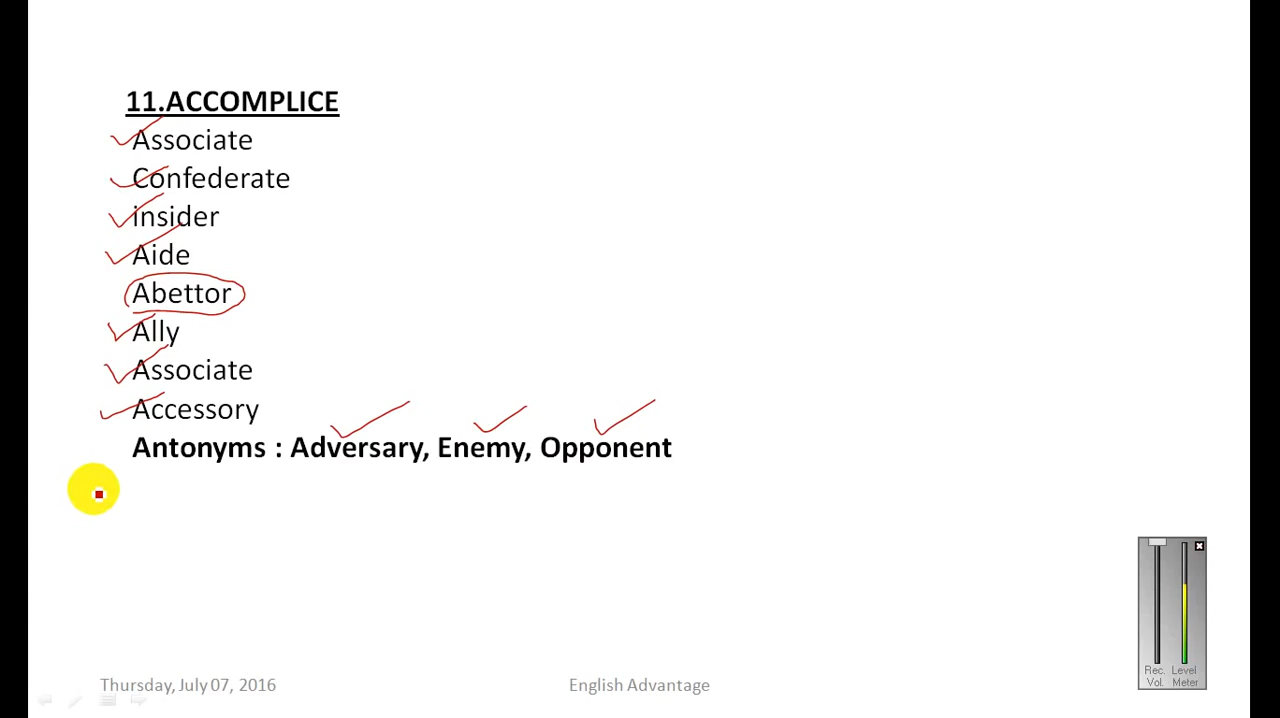 11.ACCOMPLICE
Associate
Confederate
insider
Aide
Abettor
Ally
Associate
Accessory
Antonyms : Adversary, Enemy, Opponent
Rec. Level
Vol. Meter
Thursday, July 07, 2016 English Advantage